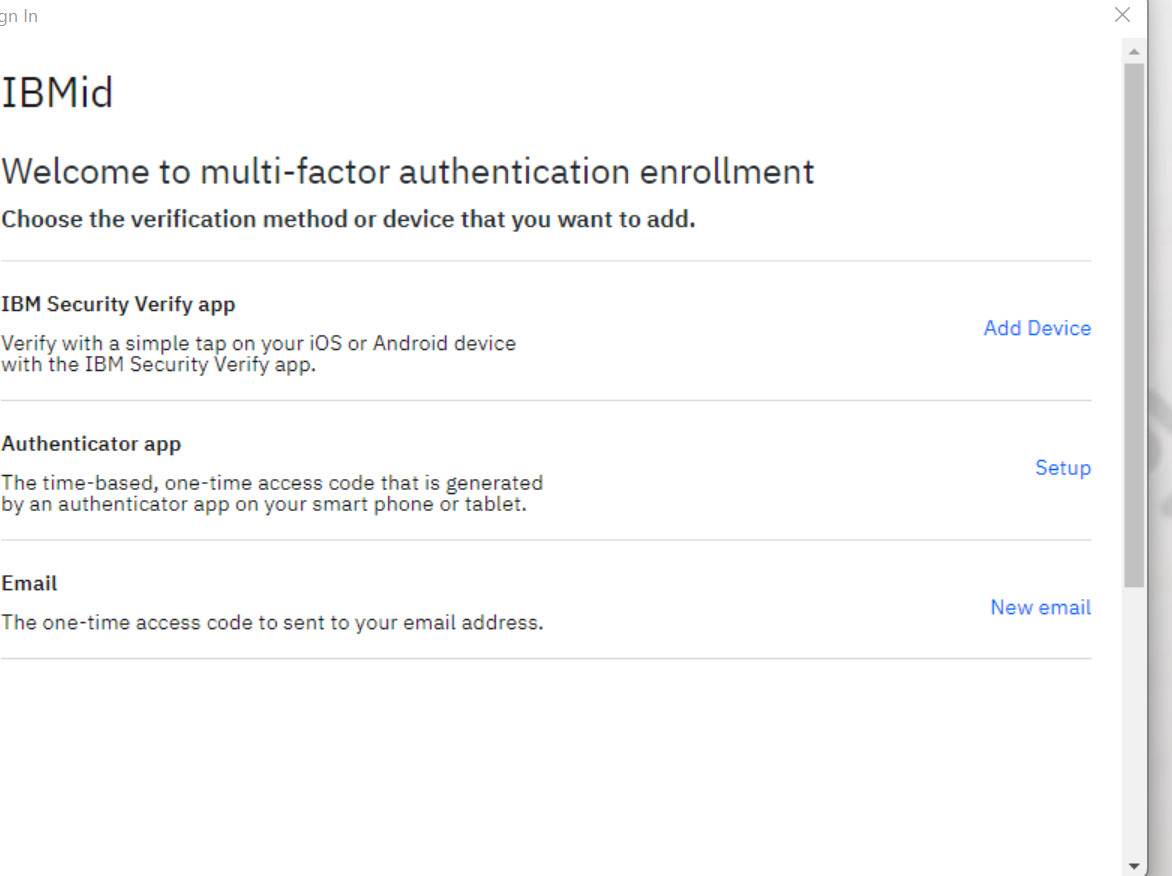 gn In
IBMid
Welcome to multi-factor authentication enrollment
Choose the verification method or device that you want to add.
IBM Security Verify app
Verify with a simple tap on your iOS or Android device
with the IBM Security Verify app.
Add Device
Authenticator app
The time-based, one-time access code that is generated
by an authenticator app on your smart phone or tablet.
Setup
Email
The one-time access code to sent to your email address.
New email